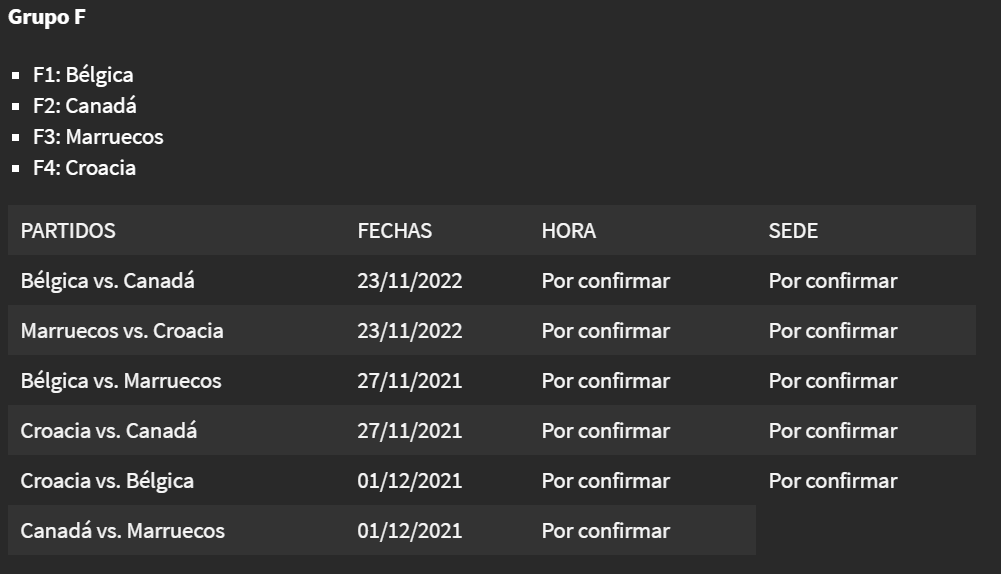 Grupo F
F1: Bélgica
F2: Canadá
F3: Marruecos
F4: Croacia
PARTIDOS FECHAS HORA SEDE
Bélgica vs. Canadá 23/11/2022 Por confirmar Por confirmar
Marruecos vs. Croacia 23/11/2022 Por confirmar Por confirmar
Bélgica vs. Marruecos 27/11/2021 Por confirmar Por confirmar
Croacia vs. Canadá 27/11/2021 Por confirmar Por confirmar
Croacia vs. Bélgica 01/12/2021 Por confirmar Por confirmar
Canadá vs. Marruecos 01/12/2021 Por confirmar